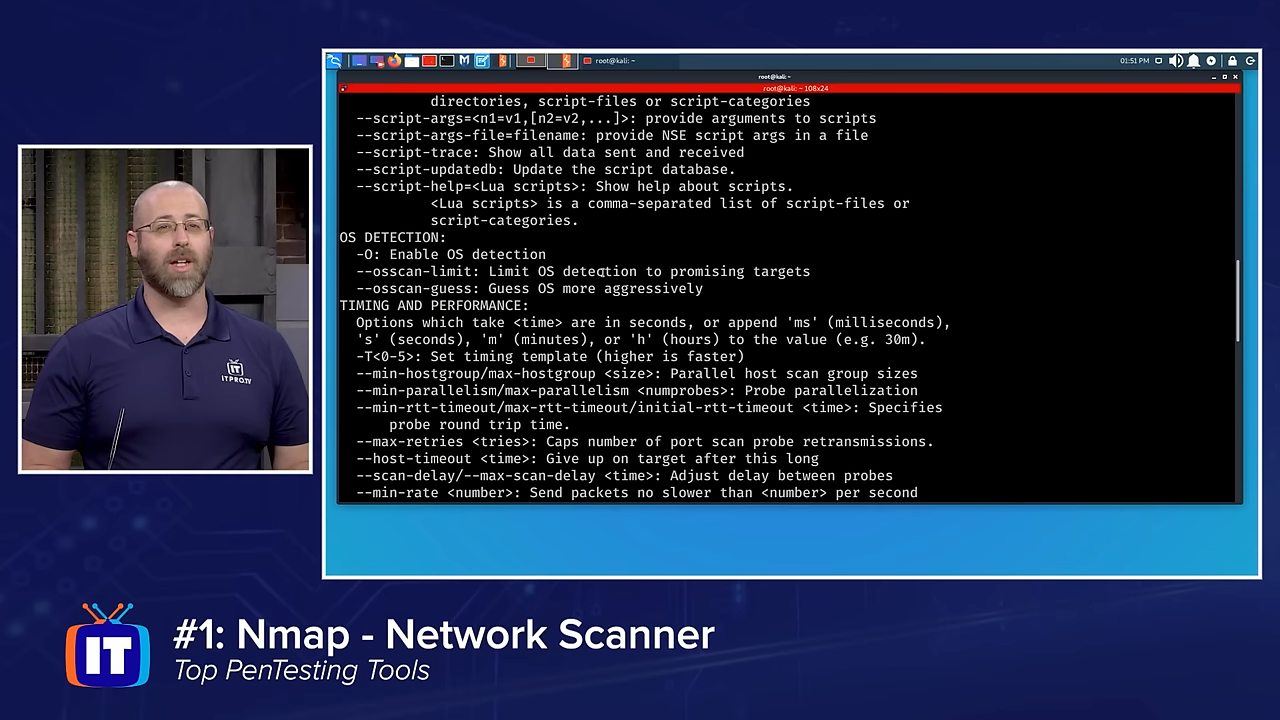 root@kali: ~
01:51 PM
root@kali:~
root@kali: ~ 108x24
directories, script-files or script-categories
--script-args=<n1=v1,[n2=v2,...]>: provide arguments to scripts
--script-args-file=filename: provide NSE script args in a file
--script-trace: Show all data sent and received
--script-updatedb: Update the script database.
--script-help=<Lua scripts>: Show help about scripts.
<Lua scripts> is a comma-separated list of script-files or
script-categories.
OS DETECTION:
-O: Enable OS detection
--osscan-limit: Limit OS detection to promising targets
--osscan-guess: Guess OS more aggressively
TIMING AND PERFORMANCE:
Options which take <time> are in seconds, or append 'ms' (milliseconds),
's' (seconds), 'm' (minutes), or 'h' (hours) to the value (e.g. 30m).
-T<0-5>: Set timing template (higher is faster)
--min-hostgroup/max-hostgroup <size>: Parallel host scan group sizes
--min-parallelism/max-parallelism <numprobes>: Probe parallelization
--min-rtt-timeout/max-rtt-timeout/initial-rtt-timeout <time>: Specifies
probe round trip time.
--max-retries <tries>: Caps number of port scan probe retransmissions.
--host-timeout <time>: Give up on target after this long
--scan-delay/--max-scan-delay <time>: Adjust delay between probes
--min-rate <number>: Send packets no slower than <number> per second
IT
ITPRO.TV
IT
#1: Nmap - Network Scanner
Top PenTesting Tools